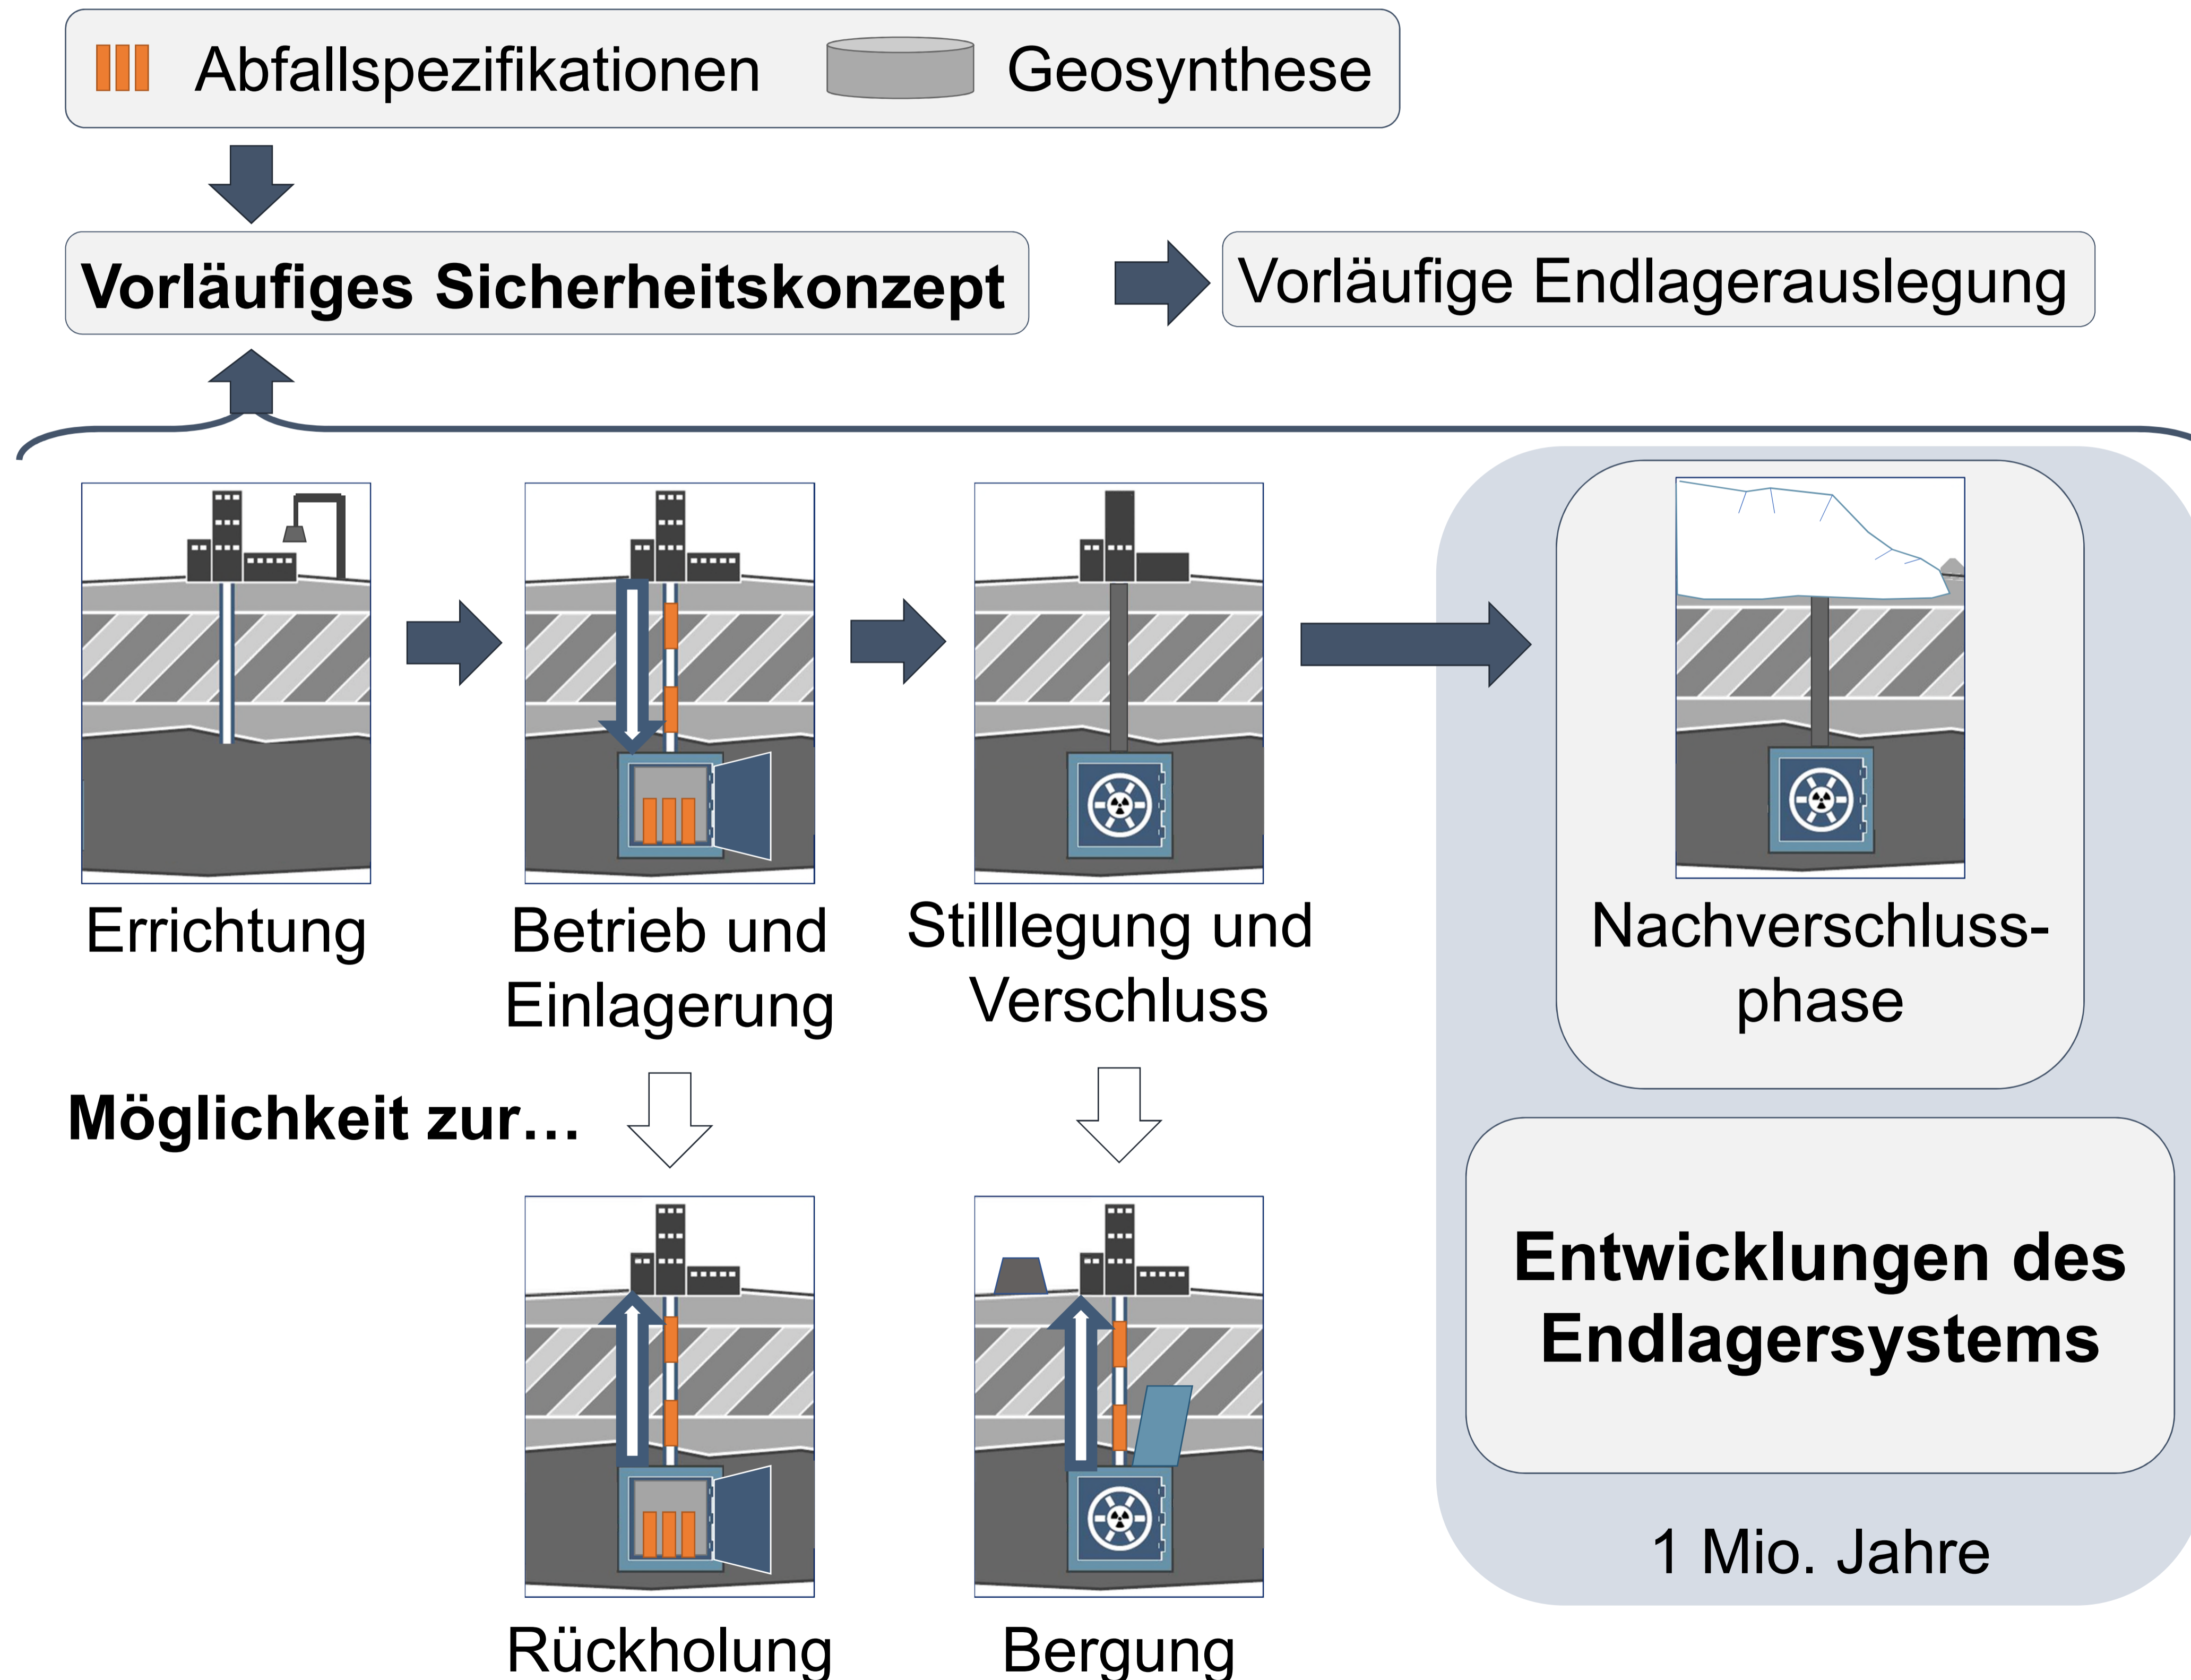 Abfallspezifikationen
Geosynthese
Vorläufiges Sicherheitskonzept
Vorläufige Endlagerauslegung
Errichtung
Betrieb und
Einlagerung
Stilllegung und
Verschluss
Nachverschluss-
phase
Möglichkeit zur…
Entwicklungen des
Endlagersystems
1 Mio. Jahre
Rückholung
Bergung